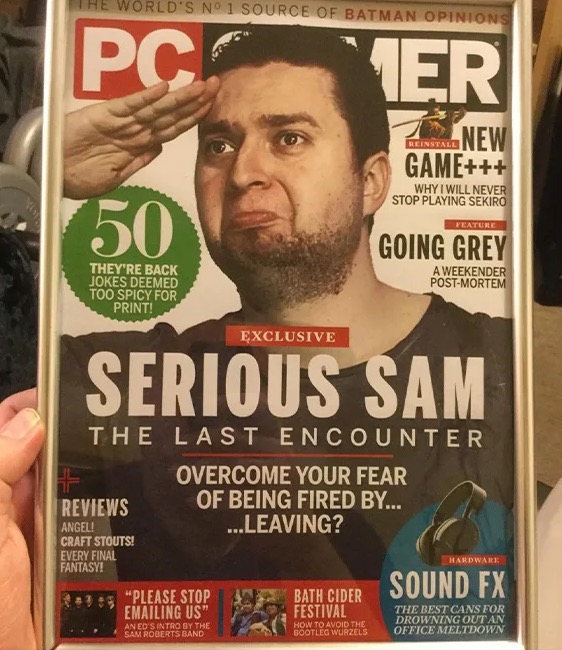 THE WORLD'S Nº1 SOURCE OF BATMAN OPINIONS
PC GAMER
REINSTALL
NEW
GAME+++
WHY I WILL NEVER
STOP PLAYING SEKIRO
50
THEY'RE BACK
JOKES DEEMED
TOO SPICY FOR
PRINT!
FEATURE
GOING GREY
A WEEKENDER
POST-MORTEM
EXCLUSIVE
SERIOUS SAM
THE LAST ENCOUNTER
OVERCOME YOUR FEAR
OF BEING FIRED BY...
...LEAVING?
+
REVIEWS
ANGEL!
CRAFT STOUTS!
EVERY FINAL
FANTASY!
HARDWARE
SOUND FX
THE BEST CANS FOR
DROWNING OUT AN
OFFICE MELTDOWN
"PLEASE STOP
EMAILING US"
AN ED'S INTRO BY THE
SAM ROBERTS BAND
BATH CIDER
FESTIVAL
HOW TO AVOID THE
BOOTLEG WURZELS